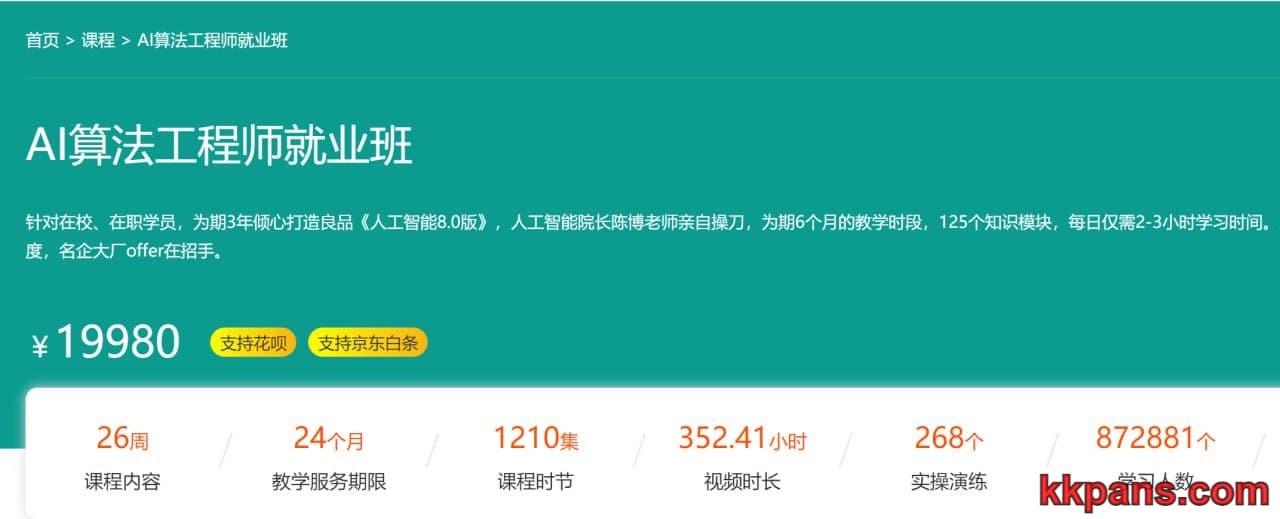 首页 > 课程 > AI算法工程师就业班
AI算法工程师就业班
针对在校、在职学员，为期3年倾心打造良品《人工智能8.0版》，人工智能院长陈博老师亲自操刀，为期6个月的教学时段，125个知识模块，每日仅需2-3小时学习时间。
度，名企大厂offer在招手。
¥19980 支持花呗 支持京东白条
26周 24个月 1210集 352.41小时 268个 872881个
课程内容 教学服务期限 课程时节 视频时长 实操演练 学习人数
kkpans.com